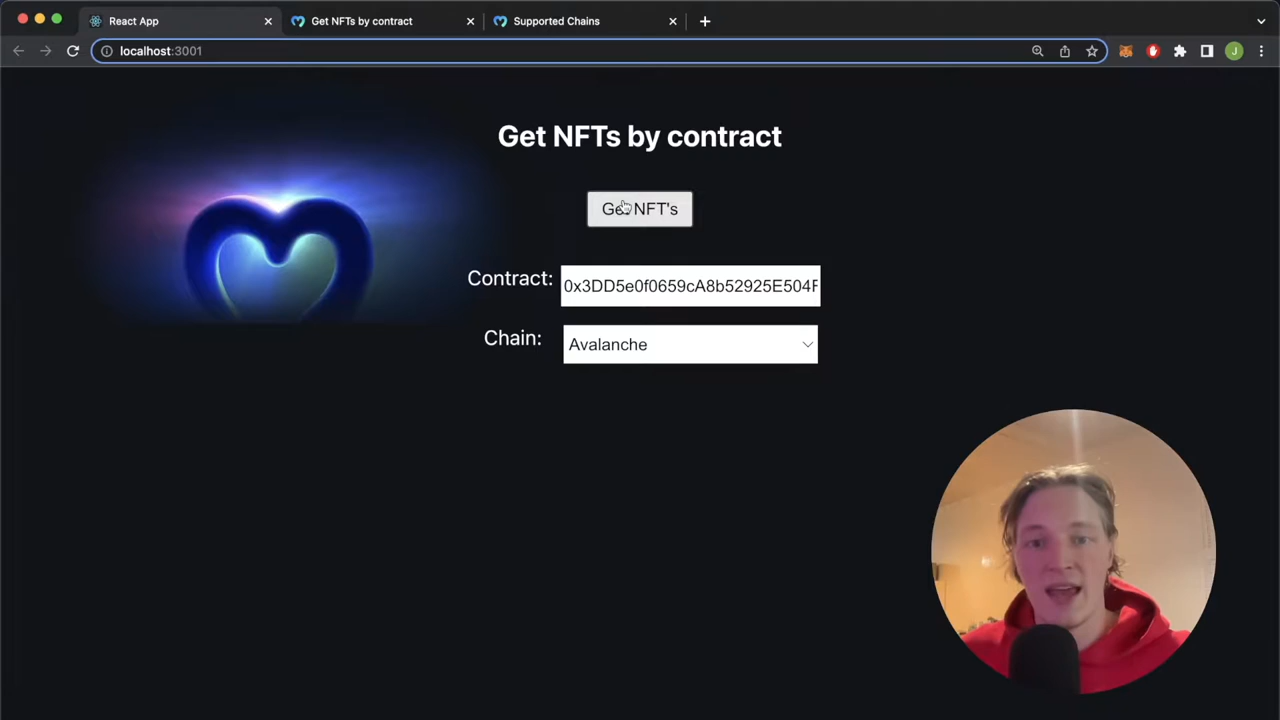 React App
Get NFTs by contract
Supported Chains
localhost:3001
J
Get NFTs by contract
Get NFT's
Contract:
0x3DD5e0f0659cA8b52925E504F
Chain:
Avalanche